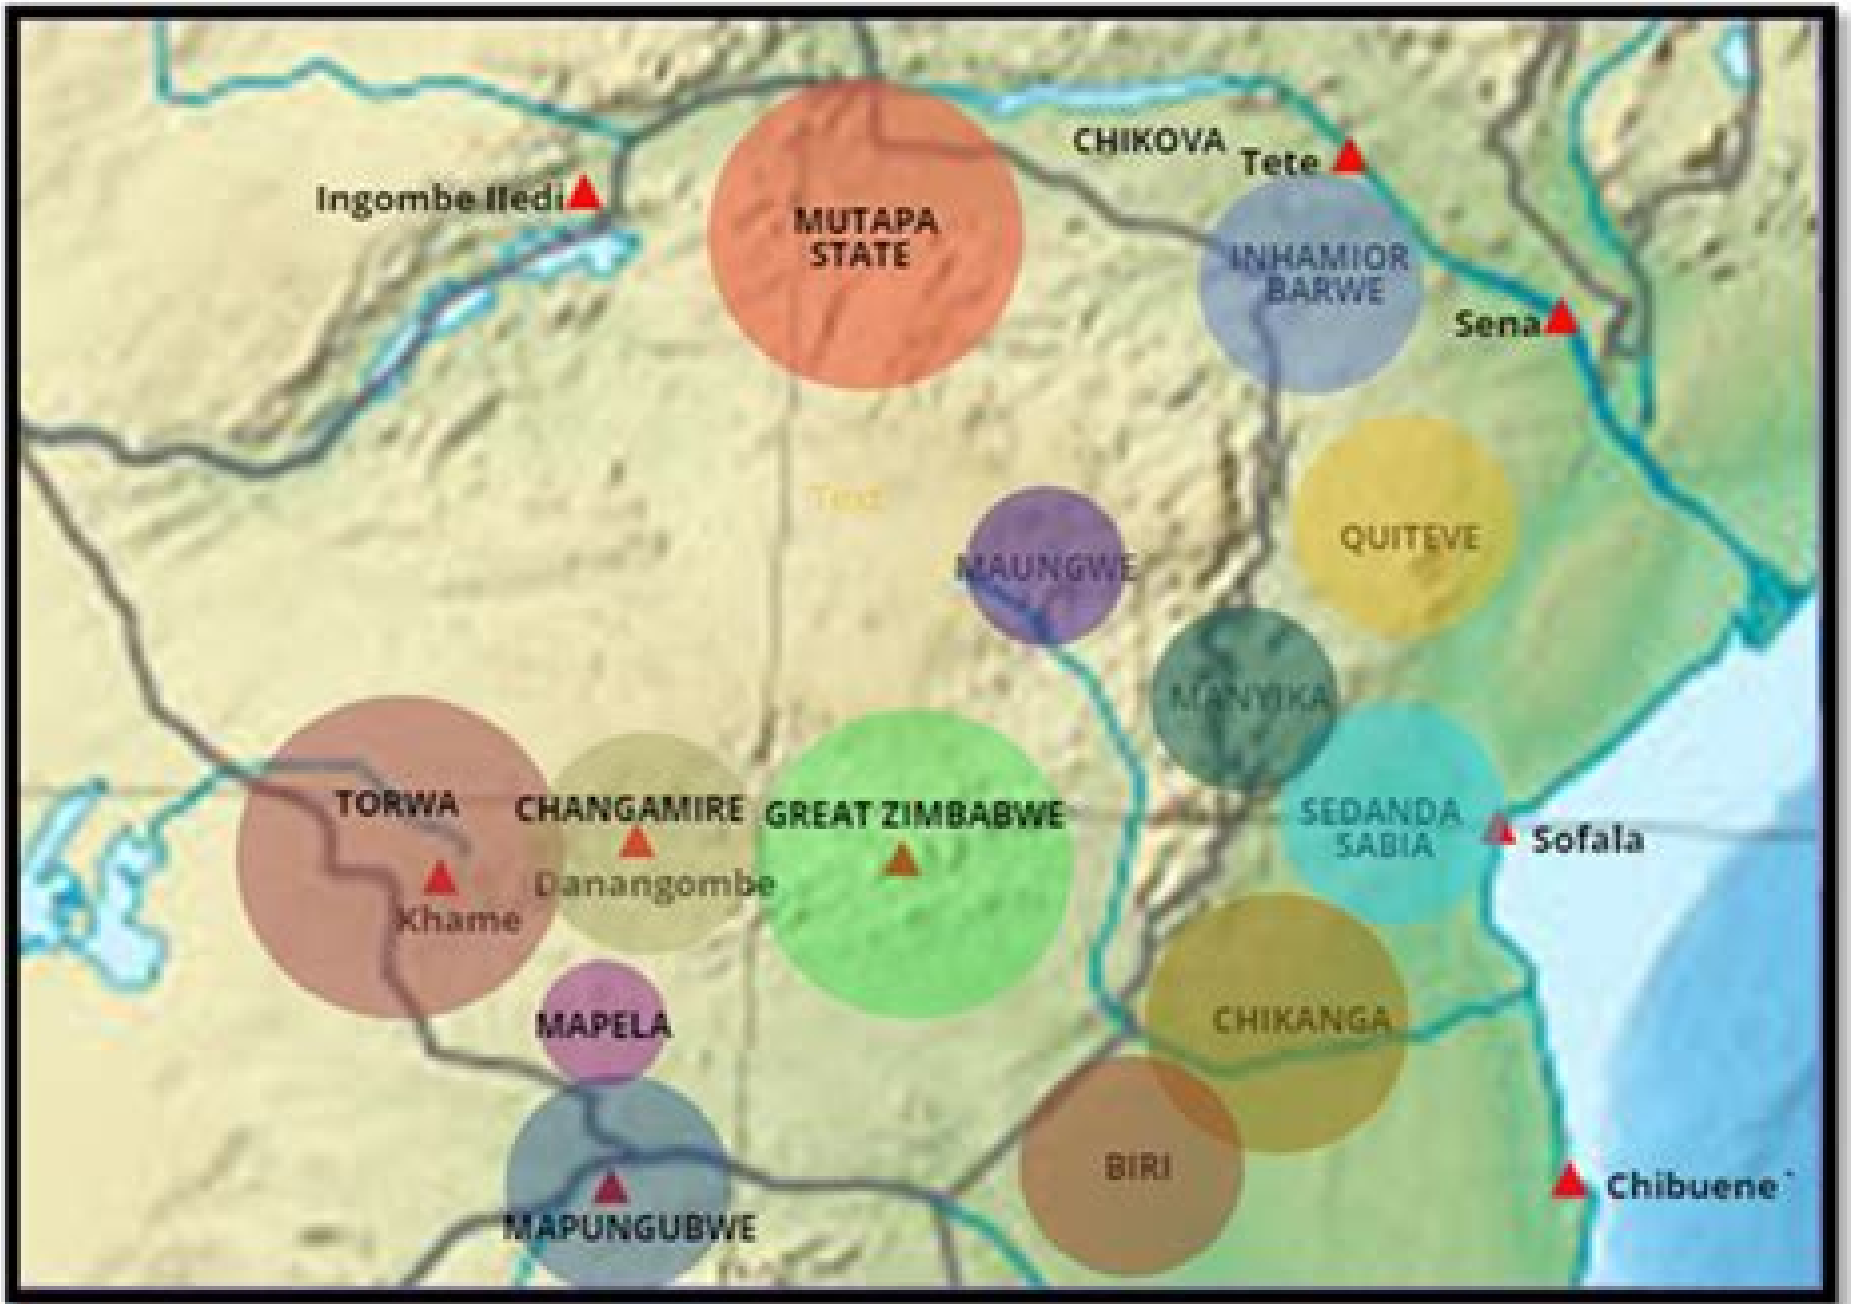 CHIKOVA
Tete
Ingombe Iledi
MUTAPA
STATE
INHAMIOR
BARWE
Sena
Text
QUITEVE
MAUNGWE
MANYIKA
TORWA
CHANGAMIRE
GREAT ZIMBABWE
SEDANDA
SABIA
Sofala
Danangombe
Khame
MAPELA
CHIKANGA
BIRI
Chibuene
MAPUNGUBWE